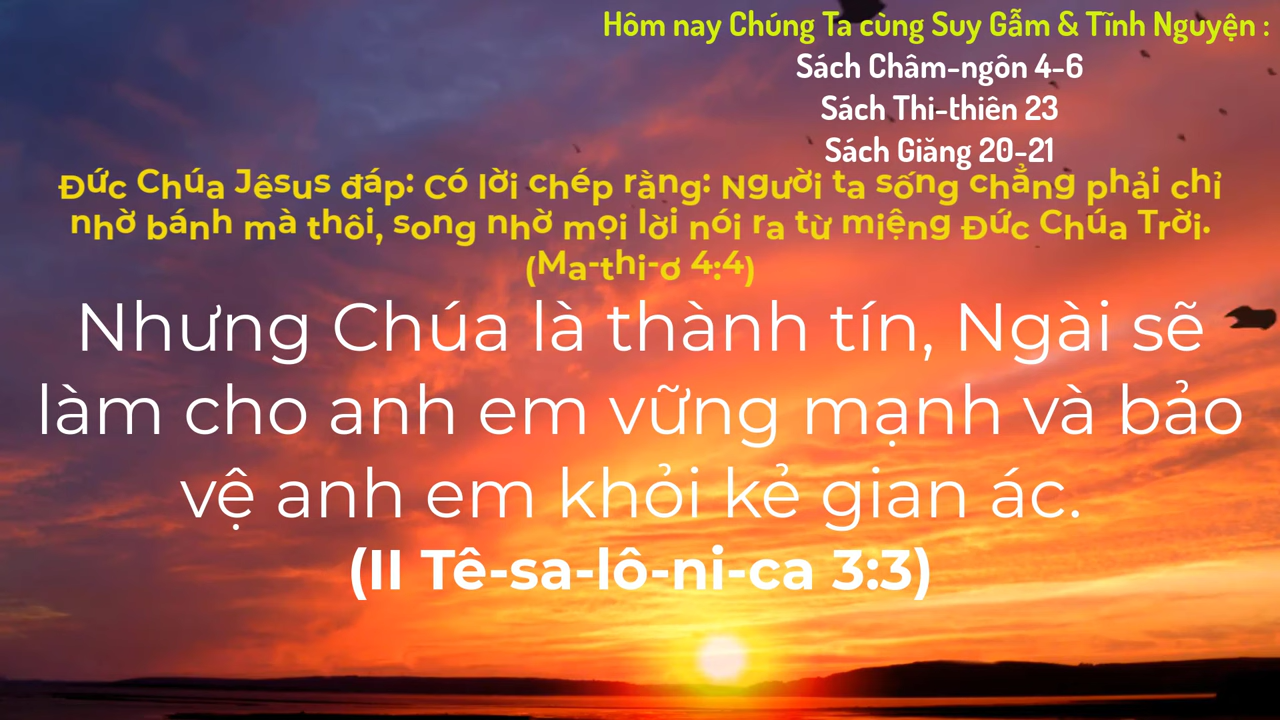 Hôm nay Chúng Ta cùng Suy Gẫm & Tĩnh Nguyện :
Sách Châm-ngôn 4-6
Sách Thi-thiên 23
Sách Giăng 20-21
Đức Chúa Jêsus đáp: Có lời chép rằng: Người ta sống chẳng phải chỉ
nhờ bánh mà thôi, song nhờ mọi lời nói ra từ miệng Đức Chúa Trời.
(Ma-thi-ơ 4:4)
Nhưng Chúa là thành tín, Ngài sẽ
làm cho anh em vững mạnh và bảo
vệ anh em khỏi kẻ gian ác.
(II Tê-sa-lô-ni-ca 3:3)